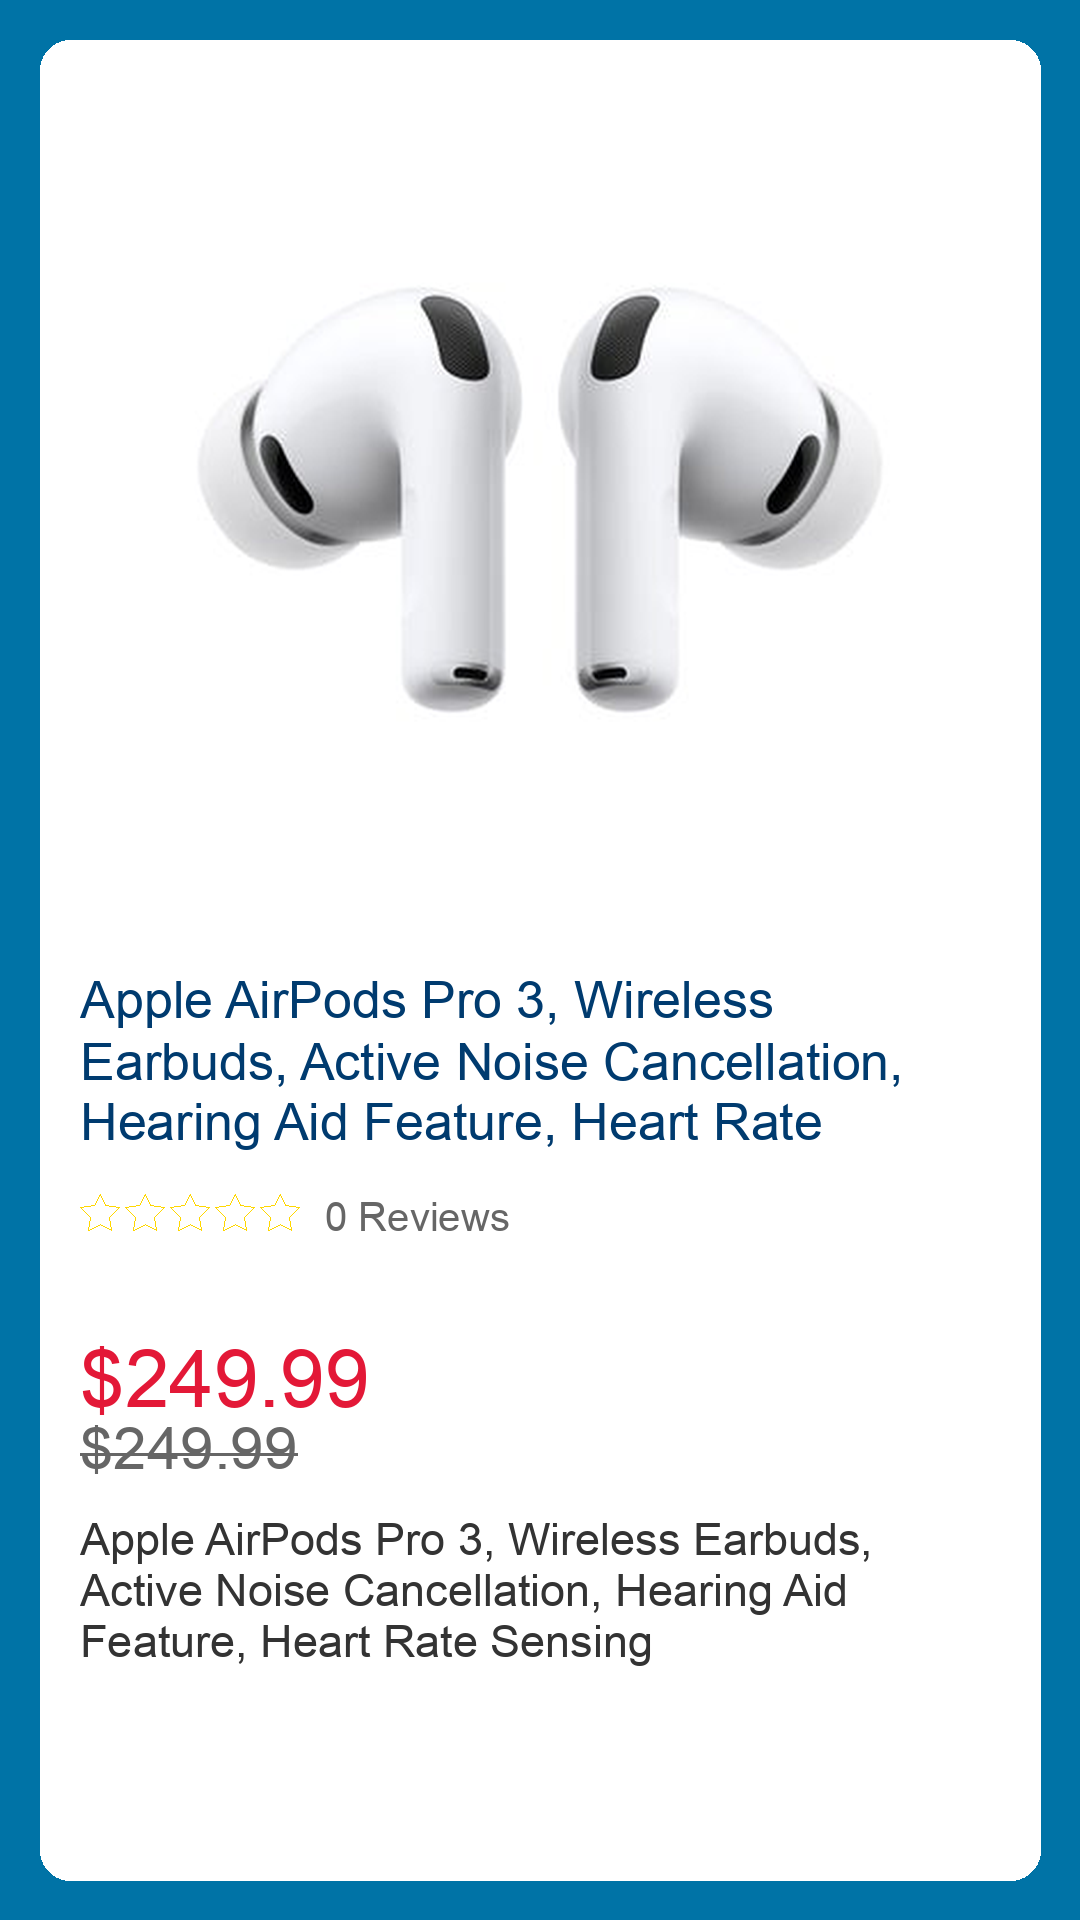 Apple AirPods Pro 3, Wireless
Earbuds, Active Noise Cancellation,
Hearing Aid Feature, Heart Rate
0 Reviews
$249.99
$249.99
Apple AirPods Pro 3, Wireless Earbuds,
Active Noise Cancellation, Hearing Aid
Feature, Heart Rate Sensing